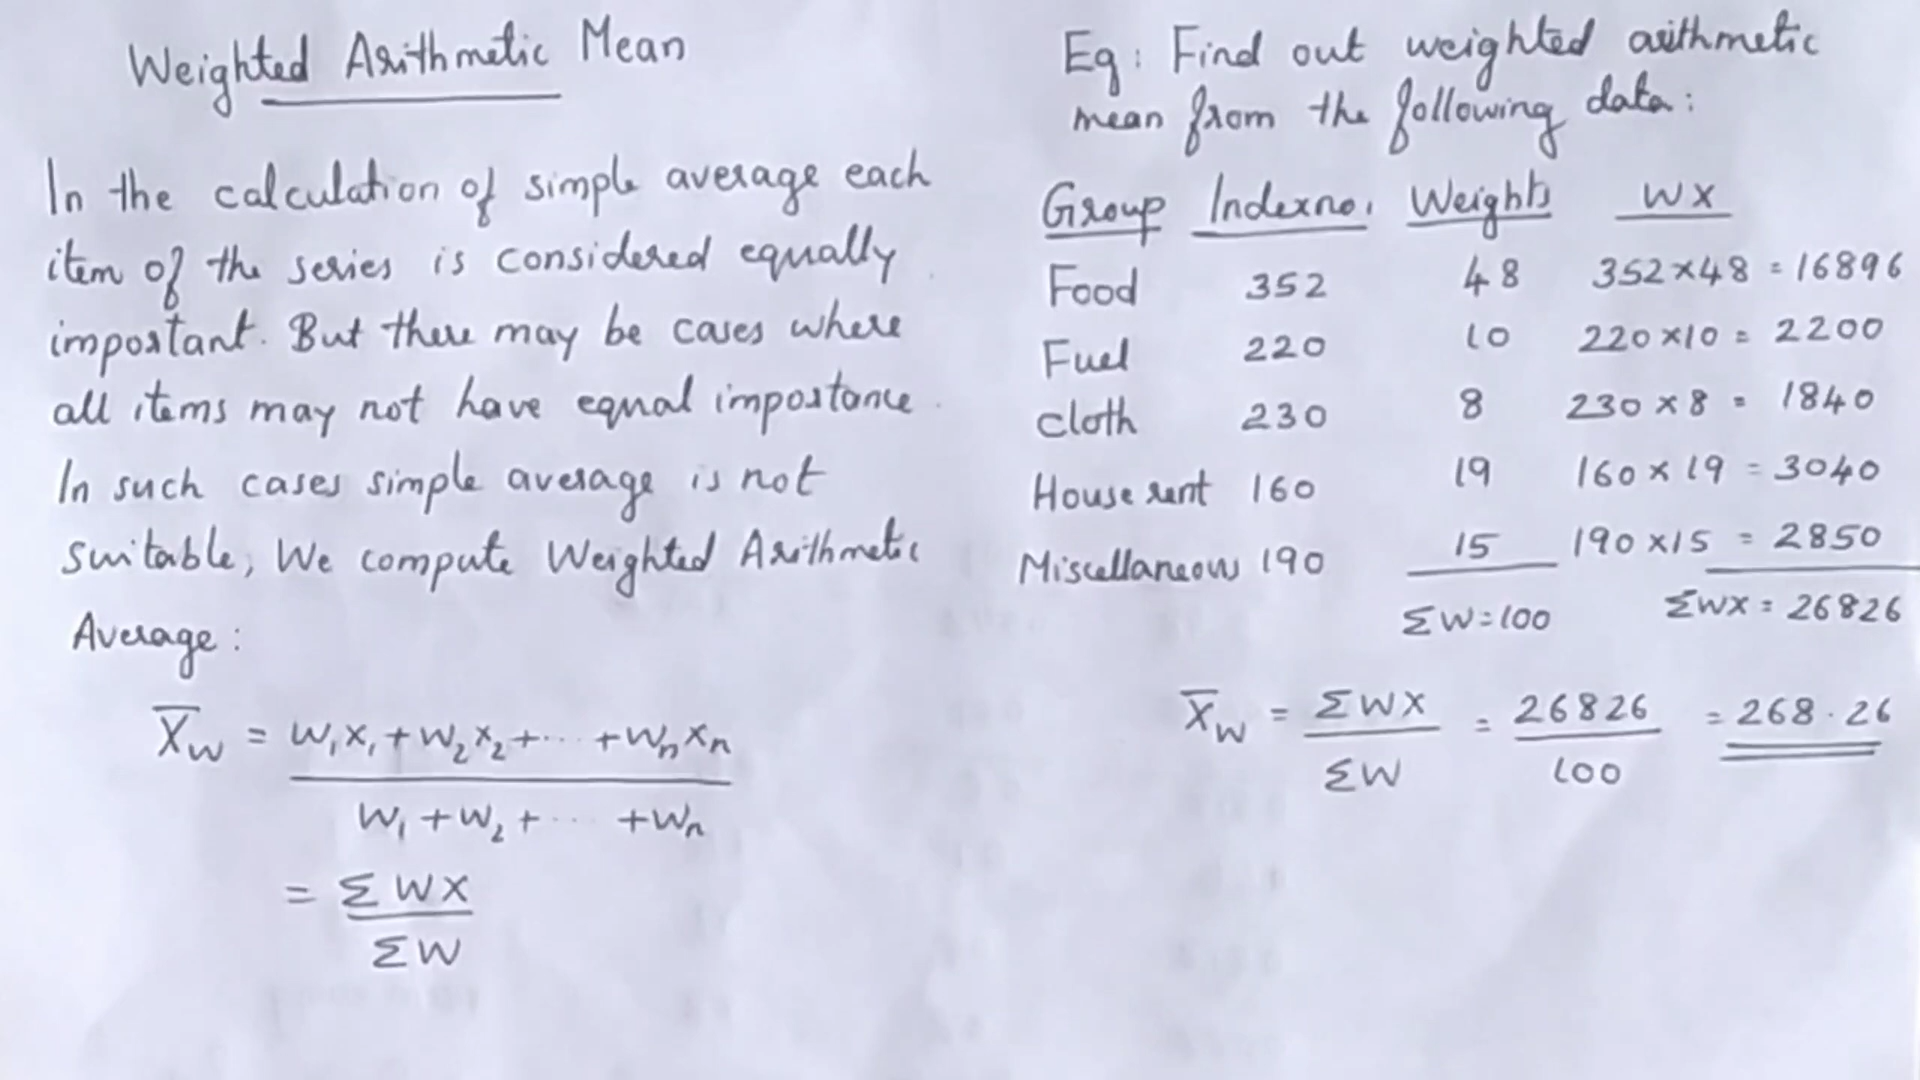 Weighted Arithmetic Mean
In the calculation of simple average each
item of the series is considered equally
important. But there may be cases where
all items may not have equal importance.
In such cases simple average is not
suitable, We compute Weighted Arithmetic
Average:
X̄w = W₁X₁+W₂X₂+⋯+WₙXₙ
W₁+W₂+⋯+Wₙ
= ΣWX
ΣW
Eg: Find out weighted arithmetic
mean from the following data:
Group Index no. Weights WX
Food 352 48 352×48 = 16896
Fuel 220 10 220×10 = 2200
Cloth 230 8 230×8 = 1840
House rent 160 19 160×19 = 3040
Miscellaneous 190 15 190×15 = 2850
ΣW=100 ΣWX = 26826
X̄w = ΣWX = 26826 = 268.26
ΣW 100